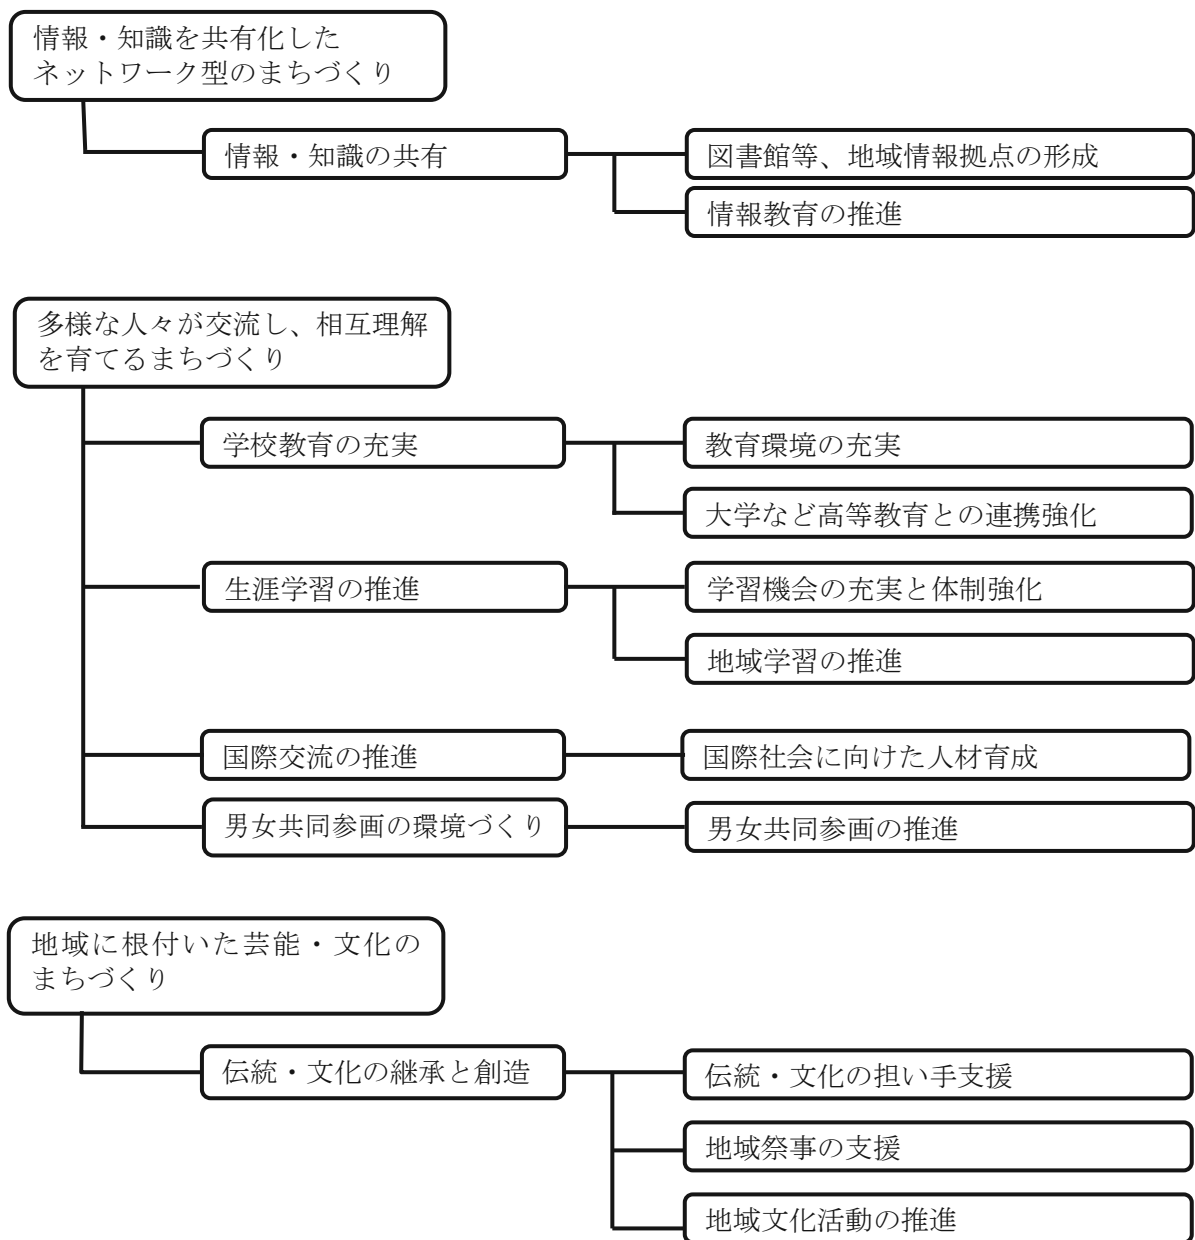 情報・知識を共有化した
ネットワーク型のまちづくり
情報・知識の共有
図書館等、地域情報拠点の形成
情報教育の推進
多様な人々が交流し、相互理解
を育てるまちづくり
学校教育の充実
教育環境の充実
大学など高等教育との連携強化
生涯学習の推進
学習機会の充実と体制強化
地域学習の推進
国際交流の推進
国際社会に向けた人材育成
男女共同参画の環境づくり
男女共同参画の推進
地域に根付いた芸能・文化の
まちづくり
伝統・文化の継承と創造
伝統・文化の担い手支援
地域祭事の支援
地域文化活動の推進